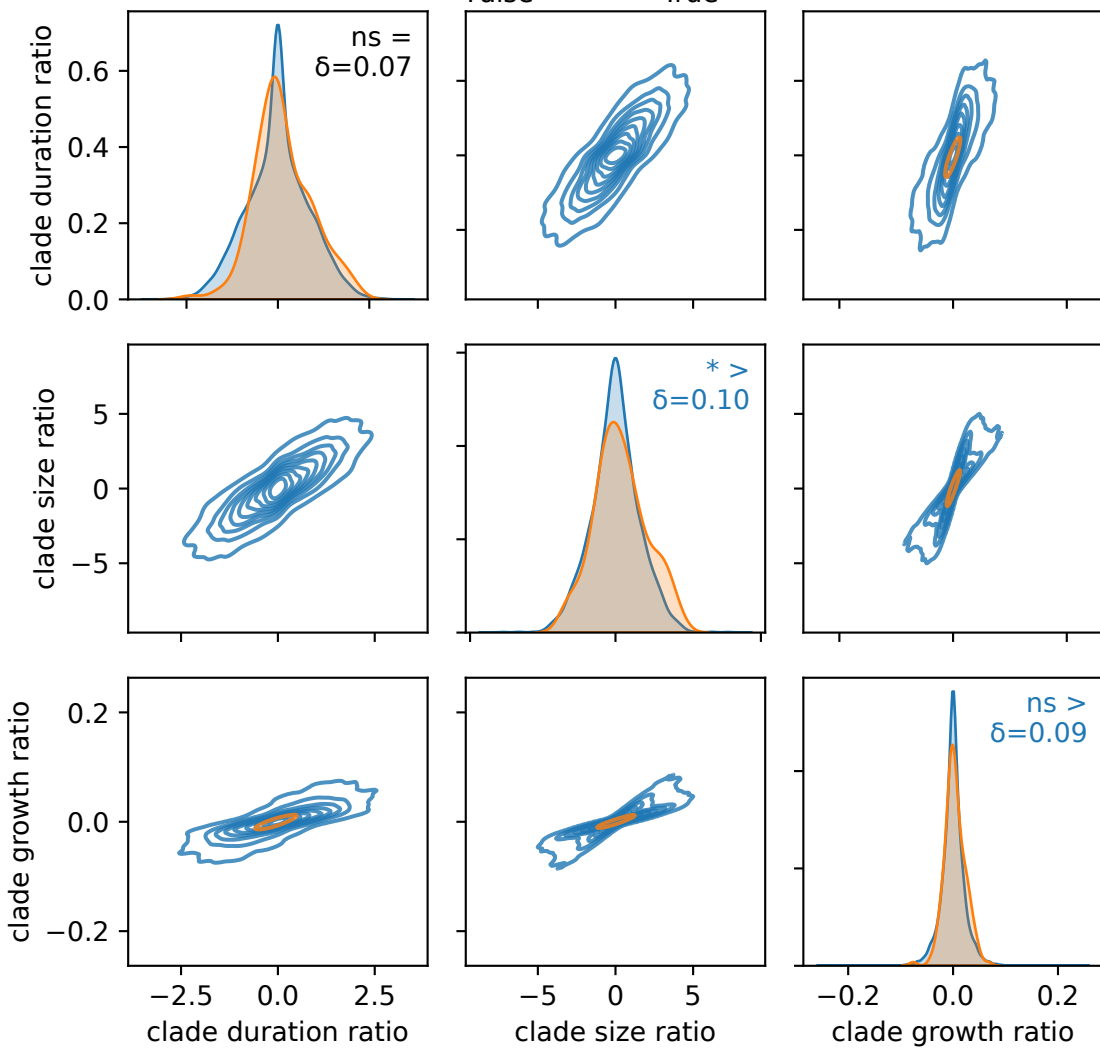 ns =
δ=0.07
clade duration ratio
0.6
0.4
0.2
0.0
* >
δ=0.10
clade size ratio
5
0
−5
ns >
δ=0.09
clade growth ratio
0.2
0.0
−0.2
−2.5 0.0 2.5
−5 0 5
−0.2 0.0 0.2
clade duration ratio
clade size ratio
clade growth ratio